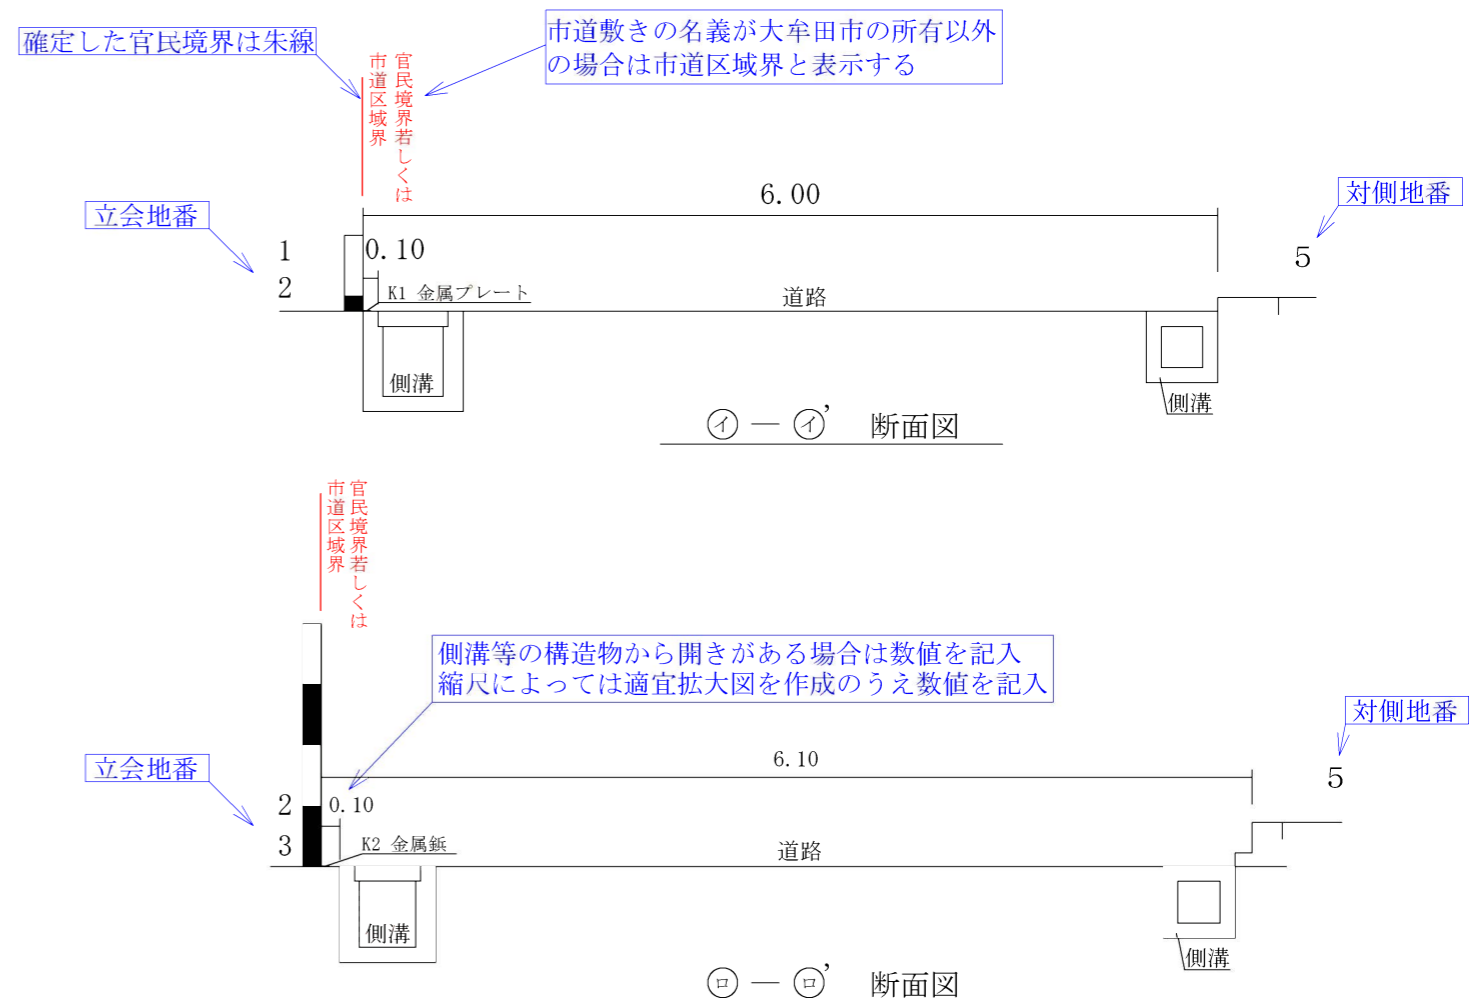 確定した官民境界は朱線
市道敷きの名義が大牟田市の所有以外
の場合は市道区域界と表示する
官民境界若しくは
市道区域界
6.00
立会地番
対側地番
1
0.10
5
2
K1 金属プレート
道路
側溝
側溝
㋑ — ㋑’ 断面図
官民境界若しくは
市道区域界
側溝等の構造物から開きがある場合は数値を記入
縮尺によっては適宜拡大図を作成のうえ数値を記入
対側地番
立会地番
6.10
5
2
0.10
3
K2 金属鋲
道路
側溝
側溝
㋺ — ㋺’ 断面図